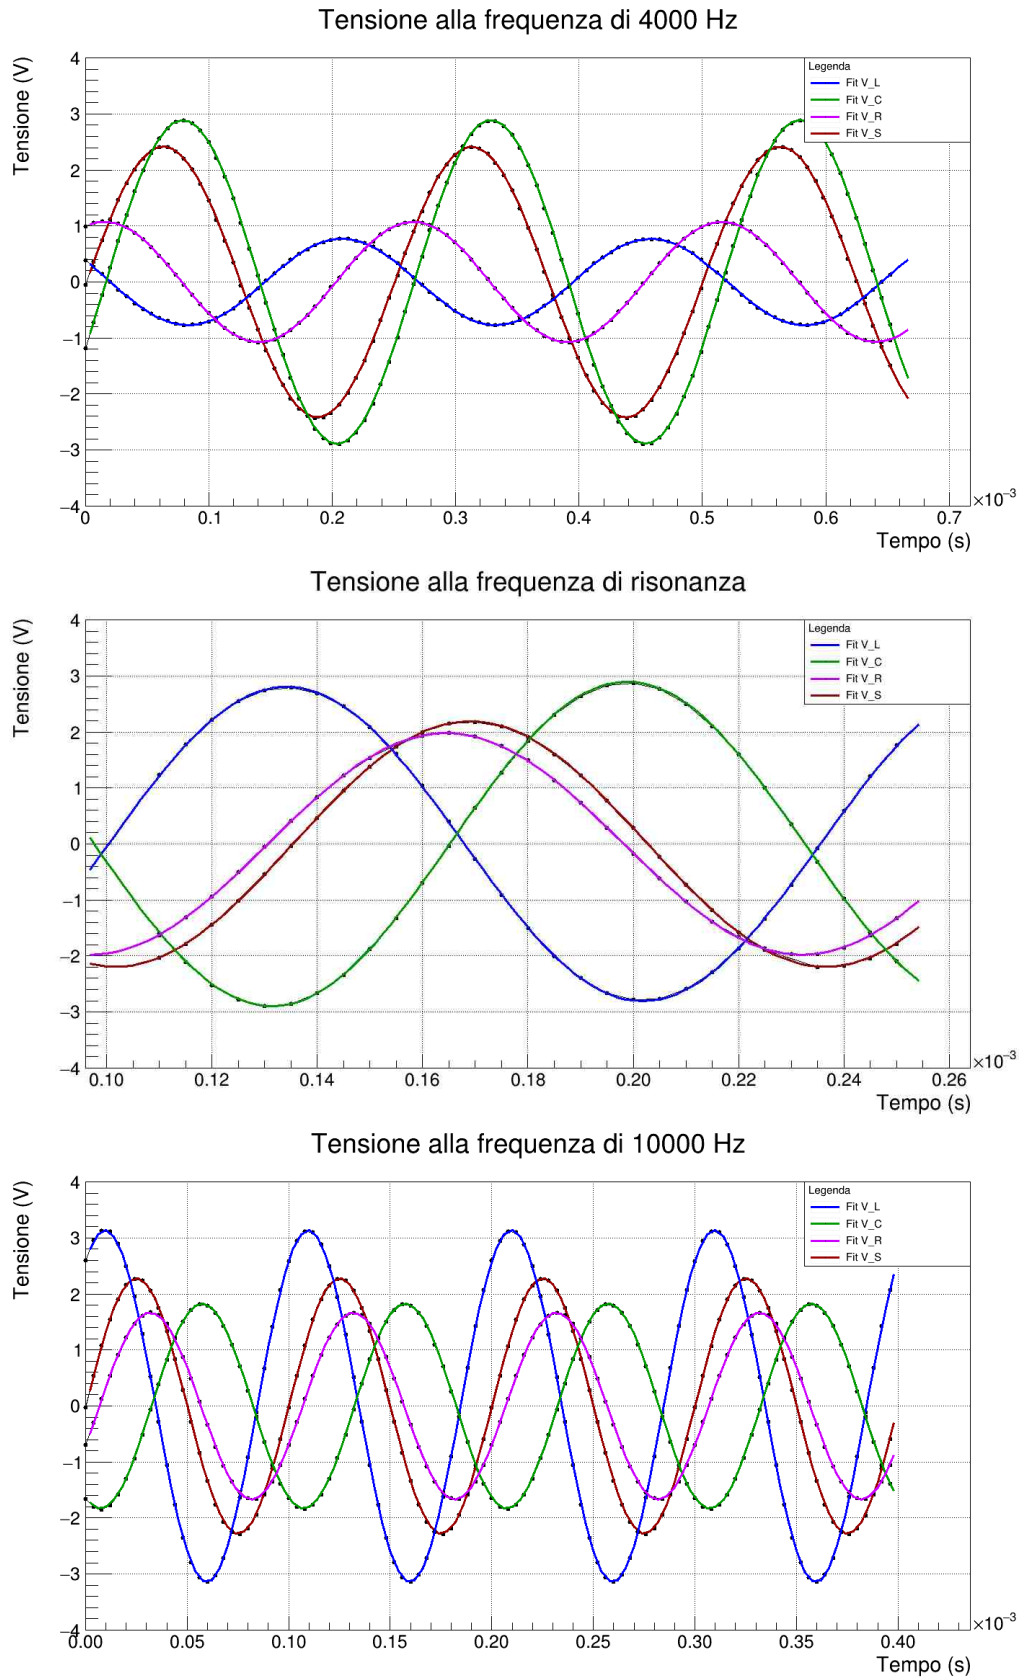 Tensione alla frequenza di 4000 Hz
Tensione (V)
Legenda
Fit V_L
Fit V_C
Fit V_R
Fit V_S
4
3
2
1
0
−1
−2
−3
−4
0 0.1 0.2 0.3 0.4 0.5 0.6 0.7
×10⁻³
Tempo (s)
Tensione alla frequenza di risonanza
Tensione (V)
Legenda
Fit V_L
Fit V_C
Fit V_R
Fit V_S
4
3
2
1
0
−1
−2
−3
−4
0.10 0.12 0.14 0.16 0.18 0.20 0.22 0.24 0.26
×10⁻³
Tempo (s)
Tensione alla frequenza di 10000 Hz
Tensione (V)
Legenda
Fit V_L
Fit V_C
Fit V_R
Fit V_S
4
3
2
1
0
−1
−2
−3
−4
0.00 0.05 0.10 0.15 0.20 0.25 0.30 0.35 0.40
×10⁻³
Tempo (s)